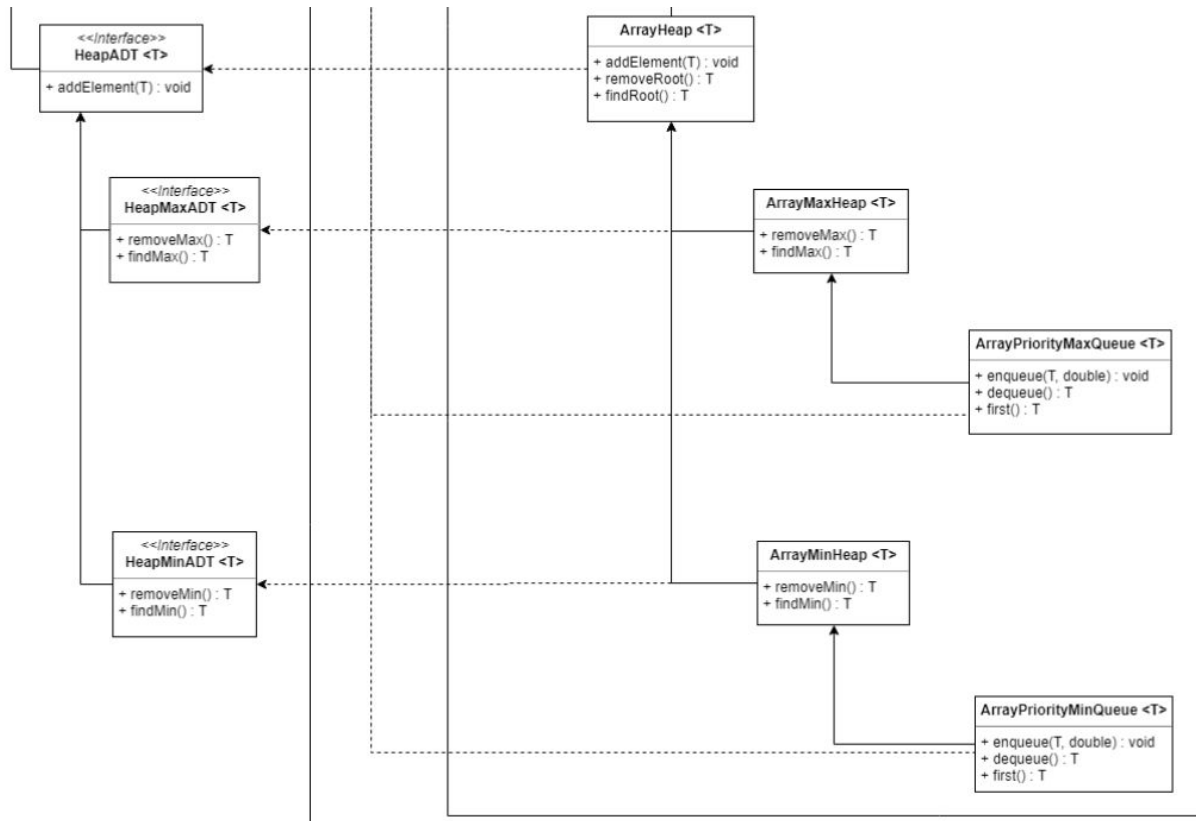 <<Interface>>
HeapADT <T>
+ addElement(T) : void
ArrayHeap <T>
+ addElement(T) : void
+ removeRoot() : T
+ findRoot() : T
<<Interface>>
HeapMaxADT <T>
+ removeMax() : T
+ findMax() : T
ArrayMaxHeap <T>
+ removeMax() : T
+ findMax() : T
ArrayPriorityMaxQueue <T>
+ enqueue(T, double) : void
+ dequeue() : T
+ first() : T
<<Interface>>
HeapMinADT <T>
+ removeMin() : T
+ findMin() : T
ArrayMinHeap <T>
+ removeMin() : T
+ findMin() : T
ArrayPriorityMinQueue <T>
+ enqueue(T, double) : void
+ dequeue() : T
+ first() : T